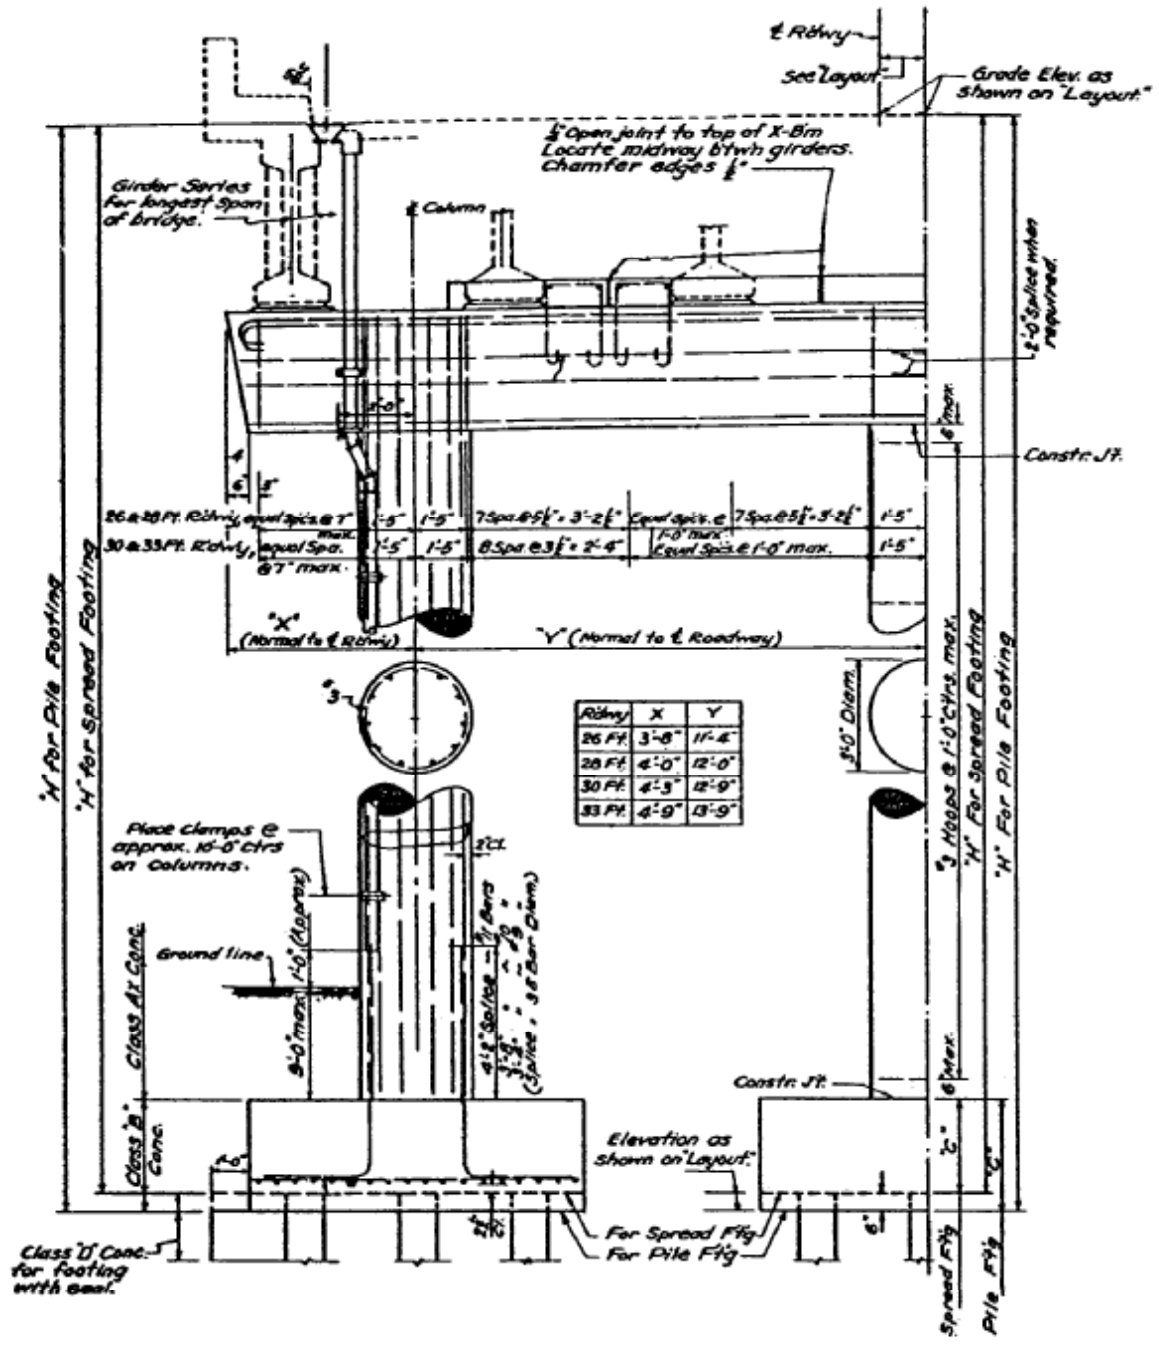 ℄ Rdwy
See Layout
Grade Elev. as
shown on "Layout."
Open joint to top of X-Bm
Locate midway btwn girders.
Chamfer edges
Girder Series
for longest Span
of bridge.
℄ Column
2'-0" Splice when
required.
6" max.
Constr. Jt.
6" 3"
26 & 28 Ft. Rdwy, equal spcs. @ 7"
max.
1'-5" 1'-5" 7 Spa. @ 5½" = 3'-2½" Equal Spcs. @ 7 Spa. @ 5½" = 3'-2½" 1'-5"
1'-0" max.
30 & 33 Ft. Rdwy, equal Spa.
@ 7" max.
1'-5" 1'-5" 8 Spa. @ 3½" = 2'-4" Equal Spcs. @ 1'-0" max. 1'-5"
"X"
(Normal to ℄ Rdwy)
"Y" (Normal to ℄ Roadway)
"H" for Pile Footing
"H" for Spread Footing
#3
Rdwy X Y
26 Ft. 3'-8" 11'-4"
28 Ft. 4'-0" 12'-0"
30 Ft. 4'-3" 12'-9"
33 Ft. 4'-9" 13'-9"
3'-0" Diam.
#3 Hoops @ 1'-0" Ctrs. max.
"H" For Spread Footing
"H" For Pile Footing
Place clamps @
approx. 10'-0" Ctrs
on columns.
2" Cl.
1'-0" (Approx)
Ground line
Class AX Conc.
4'-2" Splice - #11 Bars
(Splice, 38 Bar Diam.)
6" Max.
Constr. Jt.
Class "B"
Conc.
1'-0"
Elevation as
shown on "Layout."
"C"
"C"
6"
For Spread Ftg
For Pile Ftg
Class "D" Conc.
for footing
with seal.
Spread Ftg
Pile Ftg